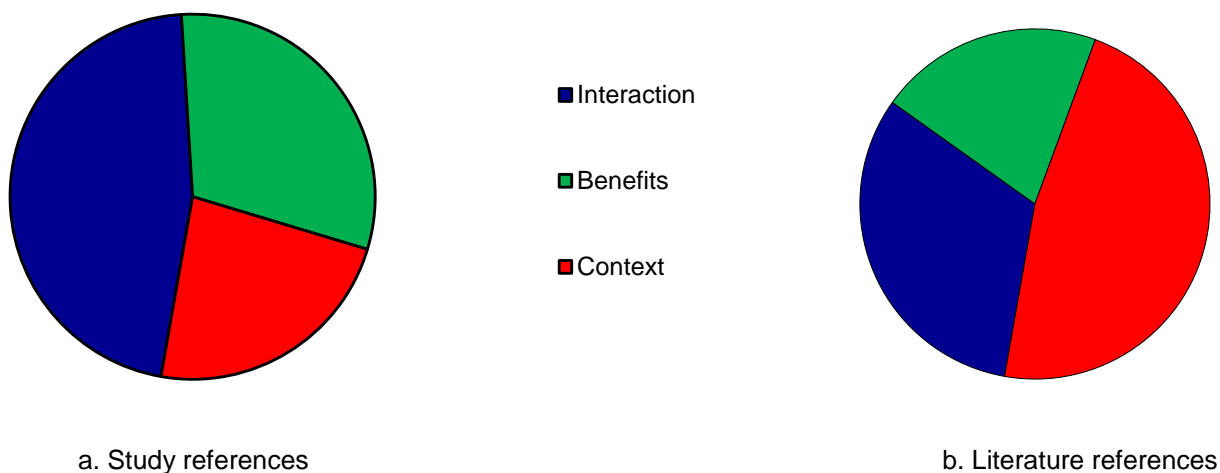 Interaction
Benefits
Context
a. Study references
b. Literature references